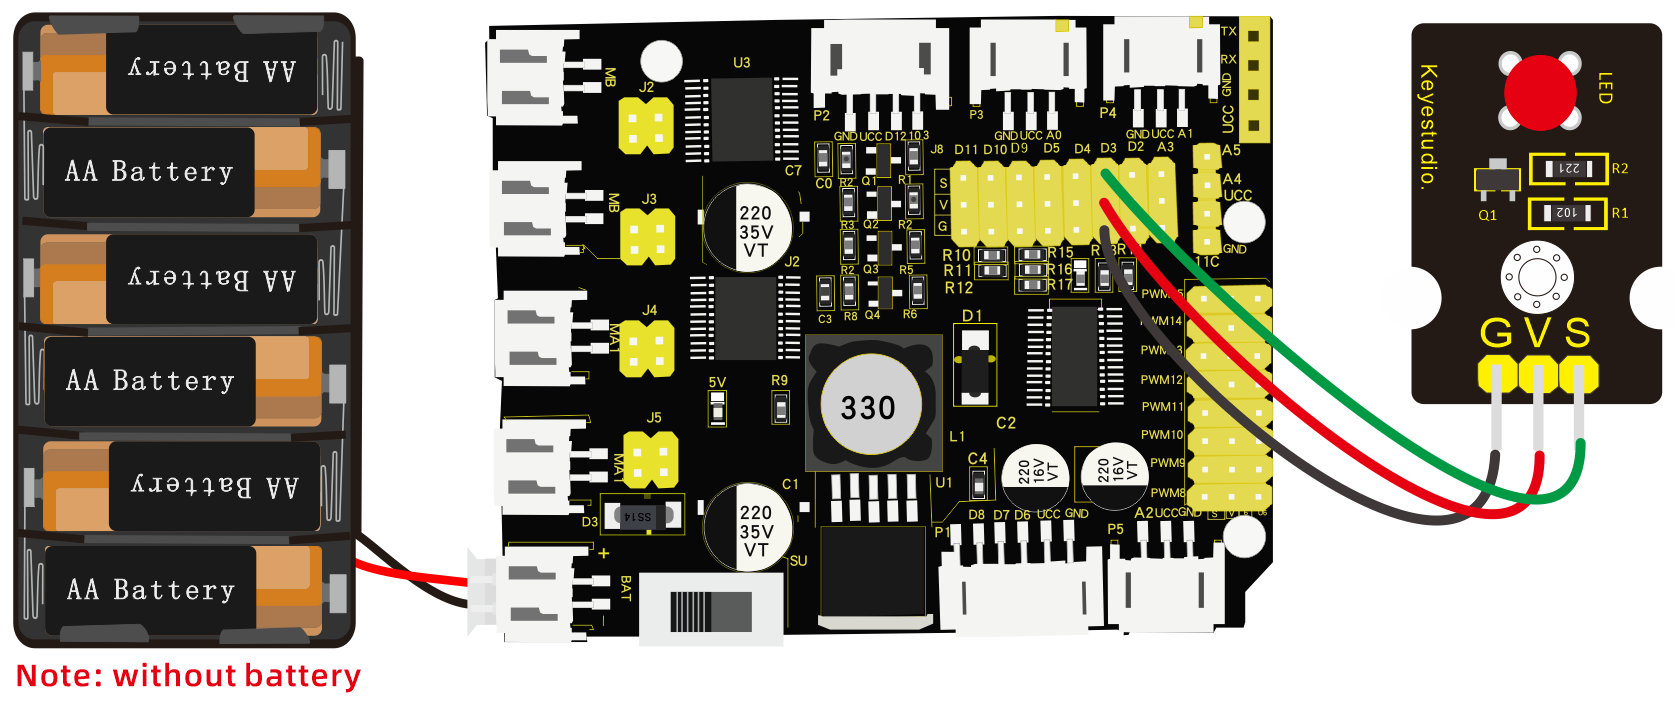 AA Battery
AA Battery
AA Battery
AA Battery
AA Battery
AA Battery
Note: without battery
MB
MB
MA1
MA1
BAT
+
J2
J3
J4
J5
U3
C7
220
35V
VT
J2
5V
R9
330
L1
C1
D3
SS14
220
35V
VT
SU
P2
GND UCC D12 10 3
P3
GND UCC A0
P4
GND UCC A1
TX
RX
GND
UCC
C0 R2 Q1 R1
R3 Q2 R2
R2 Q3 R5
C3 R8 Q4 R6
J8 D11 D10 D9 D5 D4 D3 D2 A3
S
V
G
A5
A4
UCC
GND
11C
R10 R15
R11 R16
R12 R17
D1
C2
C4
U1
220
16V
VT
220
16V
VT
PWM14
PWM12
PWM11
PWM10
PWM9
PWM8
P1 D8 D7 D6 UCC GND
P5 A2 UCC GND
Keyestudio.
LED
221 R2
102 R1
Q1
G V S